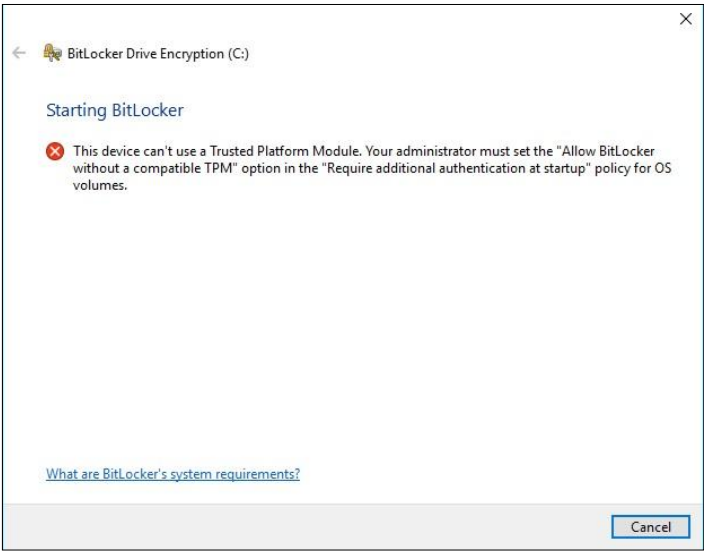 BitLocker Drive Encryption (C:)
Starting BitLocker
This device can't use a Trusted Platform Module. Your administrator must set the "Allow BitLocker
without a compatible TPM" option in the "Require additional authentication at startup" policy for OS
volumes.
What are BitLocker's system requirements?
Cancel